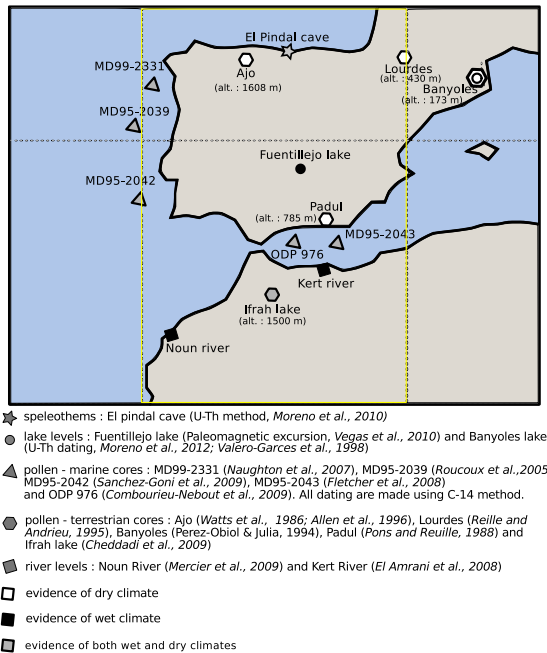 El Pindal cave
MD99-2331
Ajo
(alt. : 1608 m)
Lourdes
(alt. : 430 m)
Banyoles
(alt. : 173 m)
MD95-2039
Fuentillejo lake
MD95-2042
Padul
(alt. : 785 m)
MD95-2043
ODP 976
Kert river
Ifrah lake
(alt. : 1500 m)
Noun river
speleothems : El pindal cave (U-Th method, Moreno et al., 2010)
lake levels : Fuentillejo lake (Paleomagnetic excursion, Vegas et al., 2010) and Banyoles lake
(U-Th dating, Moreno et al., 2012; Valero-Garces et al., 1998)
pollen - marine cores : MD99-2331 (Naughton et al., 2007), MD95-2039 (Roucoux et al.,2005
MD95-2042 (Sanchez-Goni et al., 2009), MD95-2043 (Fletcher et al., 2008)
and ODP 976 (Combourieu-Nebout et al., 2009). All dating are made using C-14 method.
pollen - terrestrian cores : Ajo (Watts et al., 1986; Allen et al., 1996), Lourdes (Reille and
Andrieu, 1995), Banyoles (Perez-Obiol & Julia, 1994), Padul (Pons and Reuille, 1988) and
Ifrah lake (Cheddadi et al., 2009)
river levels : Noun River (Mercier et al., 2009) and Kert River (El Amrani et al., 2008)
evidence of dry climate
evidence of wet climate
evidence of both wet and dry climates